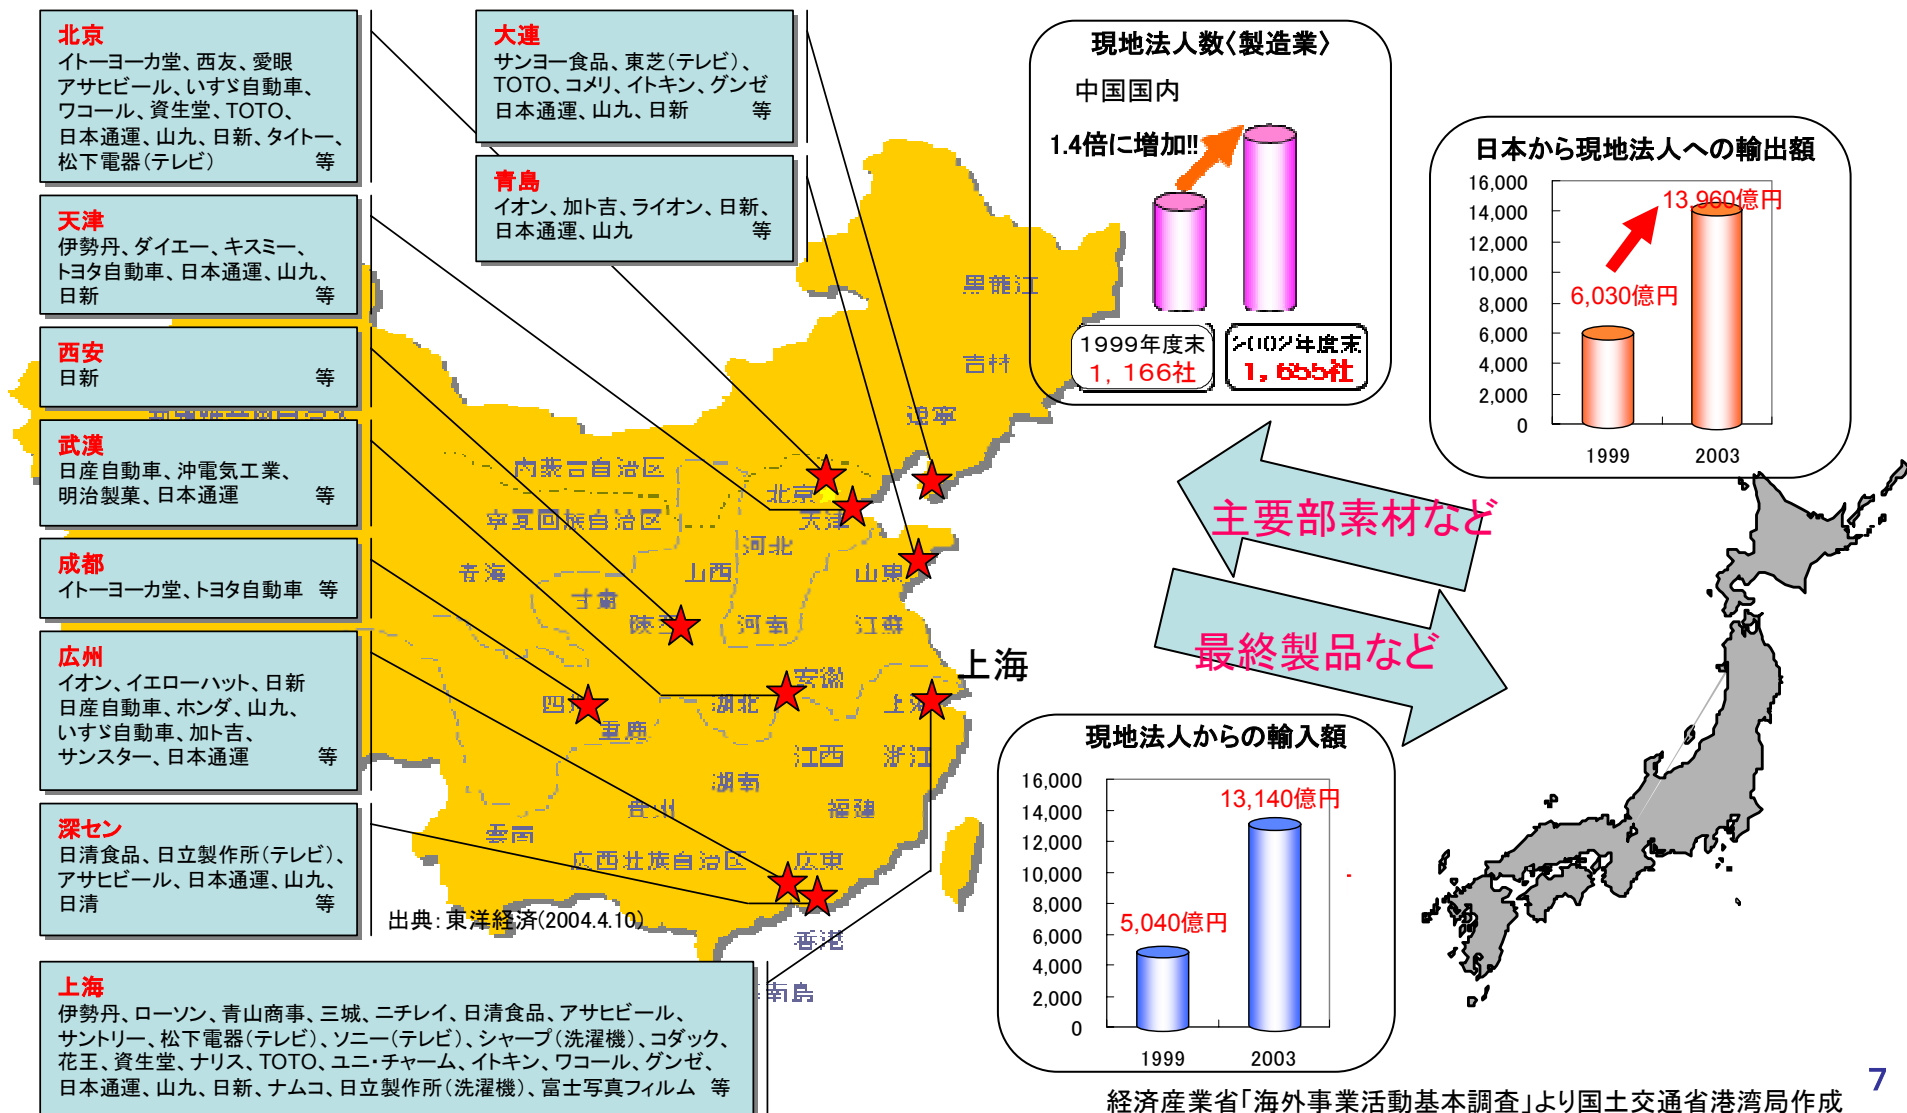 北京
イトーヨーカ堂、西友、愛眼
アサヒビール、いすゞ自動車、
ワコール、資生堂、TOTO、
日本通運、山九、日新、タイトー、
松下電器(テレビ) 等
天津
伊勢丹、ダイエー、キスミー、
トヨタ自動車、日本通運、山九、
日新 等
西安
日新 等
武漢
日産自動車、沖電気工業、
明治製菓、日本通運 等
成都
イトーヨーカ堂、トヨタ自動車 等
広州
イオン、イエローハット、日新
日産自動車、ホンダ、山九、
いすゞ自動車、加ト吉、
サンスター、日本通運 等
深セン
日清食品、日立製作所(テレビ)、
アサヒビール、日本通運、山九、
日清 等
上海
伊勢丹、ローソン、青山商事、三城、ニチレイ、日清食品、アサヒビール、
サントリー、松下電器(テレビ)、ソニー(テレビ)、シャープ(洗濯機)、コダック、
花王、資生堂、ナリス、TOTO、ユニ・チャーム、イトキン、ワコール、グンゼ、
日本通運、山九、日新、ナムコ、日立製作所(洗濯機)、富士写真フィルム 等
大連
サンヨー食品、東芝(テレビ)、
TOTO、コメリ、イトキン、グンゼ
日本通運、山九、日新 等
青島
イオン、加ト吉、ライオン、日新、
日本通運、山九 等
黒龍江
吉林
遼寧
内蒙古自治区
北京
寧夏回族自治区
天津
河北
青海
山西
山東
甘粛
陝西
河南
江蘇
上海
安徽
四川
湖北
上海
重慶
江西
浙江
湖南
貴州
福建
雲南
広西壮族自治区
広東
香港
南島
出典:東洋経済(2004.4.10)
現地法人数〈製造業〉
中国国内
1.4倍に増加!!
1999年度末
1,166社
2002年度末
1,655社
日本から現地法人への輸出額
16,000
14,000
12,000
10,000
8,000
6,000
4,000
2,000
0
13,960億円
6,030億円
1999 2003
主要部素材など
最終製品など
現地法人からの輸入額
16,000
14,000
12,000
10,000
8,000
6,000
4,000
2,000
0
13,140億円
5,040億円
1999 2003
経済産業省「海外事業活動基本調査」より国土交通省港湾局作成
7